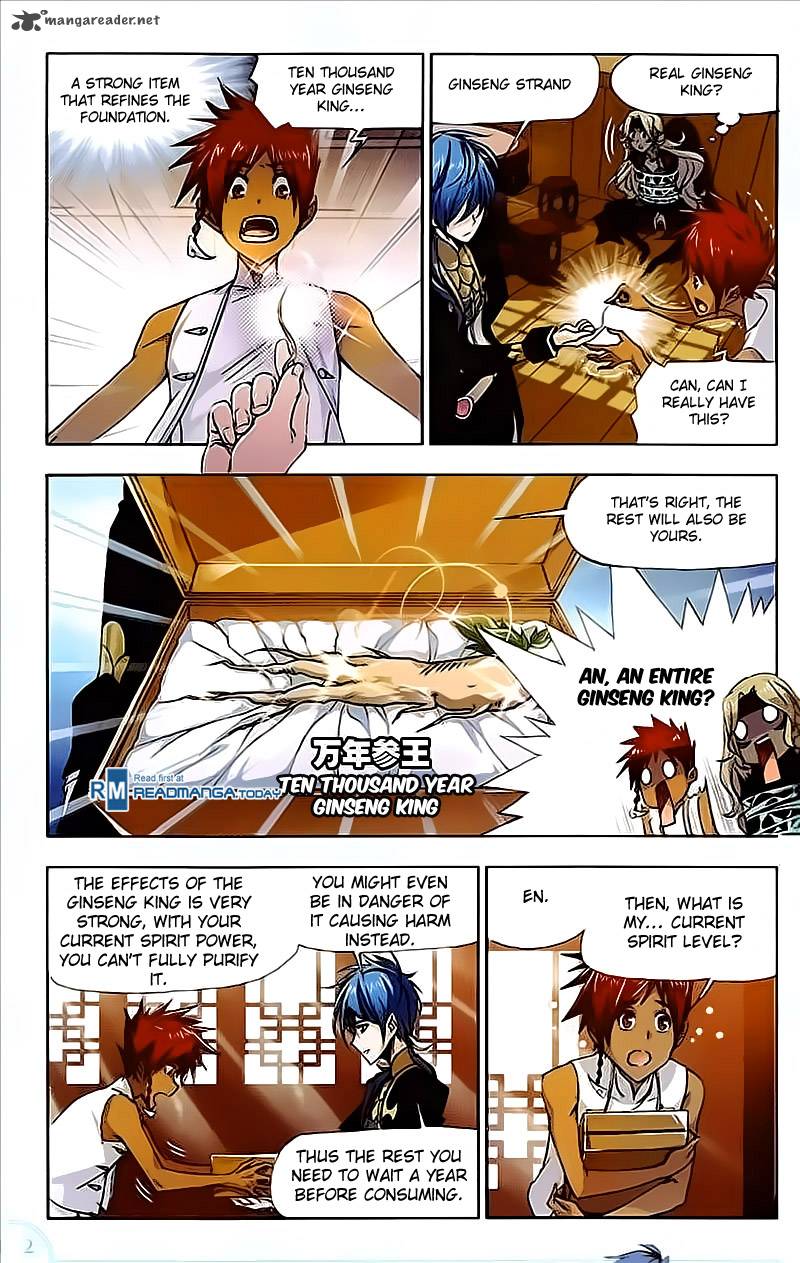 mangareader.net
A STRONG ITEM
THAT REFINES THE
FOUNDATION.
TEN THOUSAND
YEAR GINSENG
KING...
GINSENG STRAND
REAL GINSENG
KING?
CAN, CAN I
REALLY HAVE
THIS?
THAT'S RIGHT, THE
REST WILL ALSO BE
YOURS.
AN, AN ENTIRE
GINSENG KING?
万年参王
TEN THOUSAND YEAR
GINSENG KING
RM
Read first at
READMANGA.TODAY
THE EFFECTS OF THE
GINSENG KING IS VERY
STRONG, WITH YOUR
CURRENT SPIRIT POWER,
YOU CAN'T FULLY PURIFY
IT.
YOU MIGHT EVEN
BE IN DANGER OF
OF IT CAUSING HARM
INSTEAD.
THUS THE REST YOU
NEED TO WAIT A YEAR
BEFORE CONSUMING.
EN.
THEN, WHAT IS
MY... CURRENT
SPIRIT LEVEL?
2